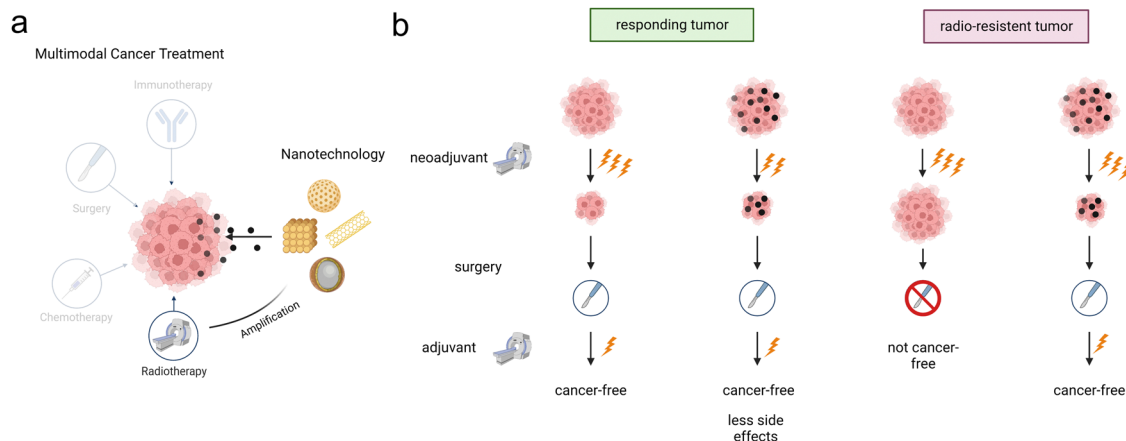 a
Multimodal Cancer Treatment
Immunotherapy
Surgery
Nanotechnology
Chemotherapy
Amplification
Radiotherapy
b
responding tumor
radio-resistent tumor
neoadjuvant
surgery
adjuvant
not cancer-
free
cancer-free
cancer-free
cancer-free
less side
effects